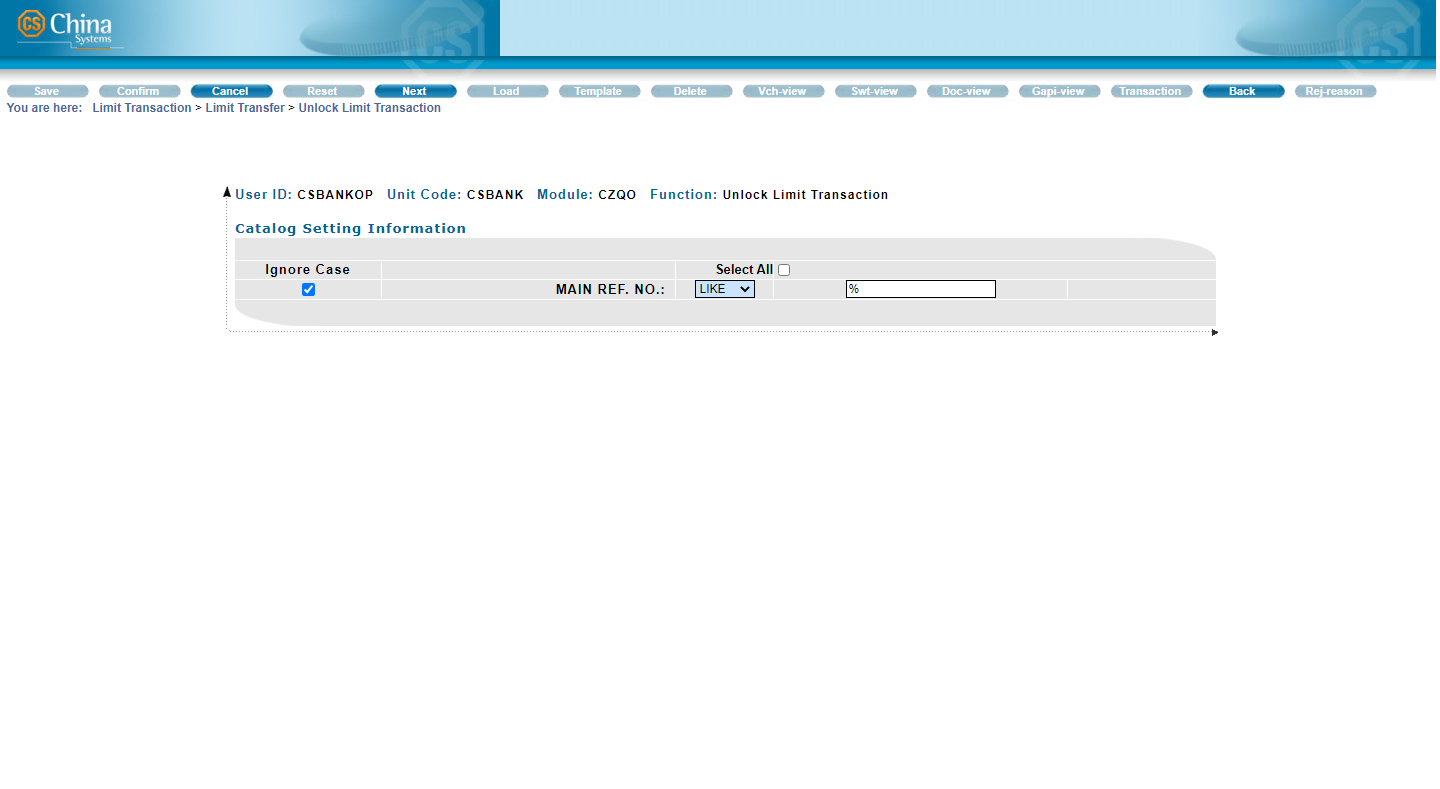 CS China
Systems
Save Confirm Cancel Reset Next Load Template Delete Vch-view Swt-view Doc-view Gapi-view Transaction Back Rej-reason
You are here: Limit Transaction > Limit Transfer > Unlock Limit Transaction
User ID: CSBANKOP Unit Code: CSBANK Module: CZQO Function: Unlock Limit Transaction
Catalog Setting Information
Ignore Case Select All
MAIN REF. NO.: LIKE %